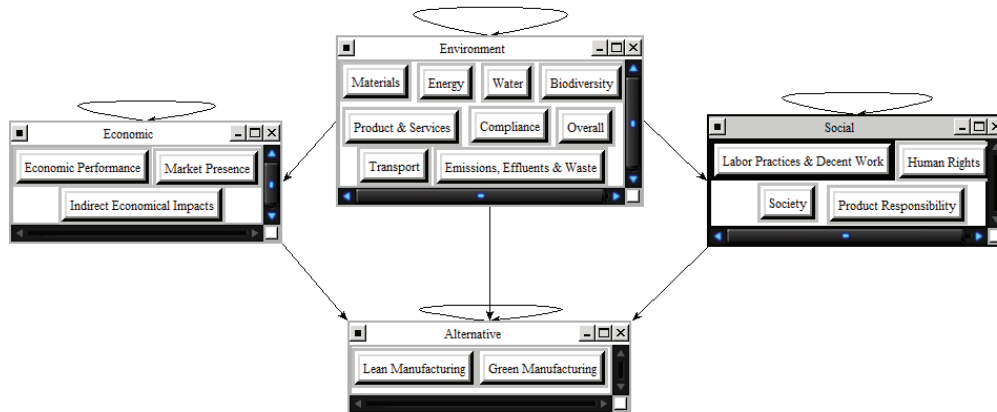 Environment
Materials
Energy
Water
Biodiversity
Product & Services
Compliance
Overall
Transport
Emissions, Effluents & Waste
Economic
Economic Performance
Market Presence
Indirect Economical Impacts
Social
Labor Practices & Decent Work
Human Rights
Society
Product Responsibility
Alternative
Lean Manufacturing
Green Manufacturing